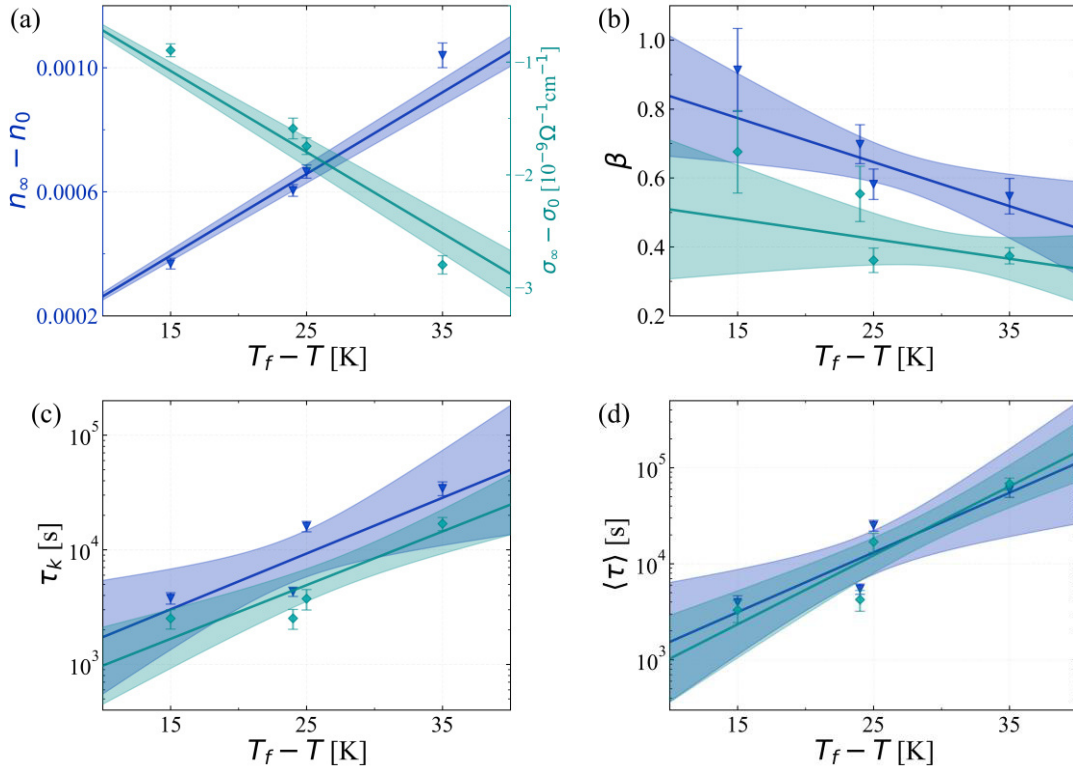 (a)
0.0010
0.0006
0.0002
n∞ − n0
−1
−2
−3
σ∞ − σ0 [10⁻⁹Ω⁻¹cm⁻¹]
15 25 35
Tf − T [K]
(b)
1.0
0.8
0.6
0.4
0.2
β
15 25 35
Tf − T [K]
(c)
10⁵
10⁴
10³
τk [s]
15 25 35
Tf − T [K]
(d)
10⁵
10⁴
10³
⟨τ⟩ [s]
15 25 35
Tf − T [K]